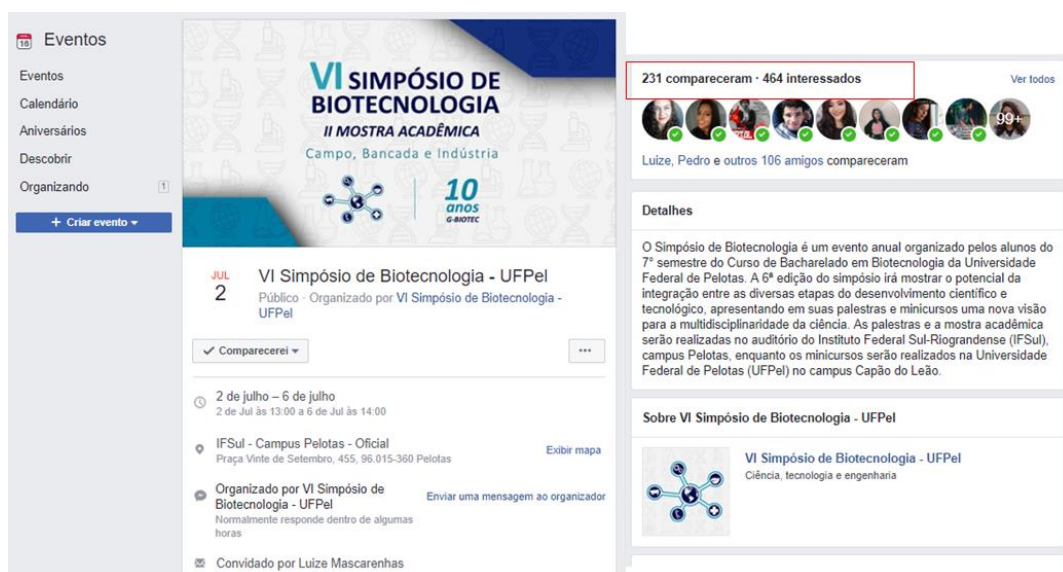 16
Eventos
Eventos
Calendário
Aniversários
Descobrir
Organizando 1
+ Criar evento
VI SIMPÓSIO DE
BIOTECNOLOGIA
II MOSTRA ACADÊMICA
Campo, Bancada e Indústria
10
anos
G-BIOTEC
JUL
2
VI Simpósio de Biotecnologia - UFPel
Público · Organizado por VI Simpósio de Biotecnologia -
UFPel
Comparecerei
2 de julho – 6 de julho
2 de Jul às 13:00 a 6 de Jul às 14:00
IFSul - Campus Pelotas - Oficial
Praça Vinte de Setembro, 455, 96.015-360 Pelotas
Exibir mapa
Organizado por VI Simpósio de
Biotecnologia - UFPel
Enviar uma mensagem ao organizador
Normalmente responde dentro de algumas
horas
Convidado por Luize Mascarenhas
231 compareceram · 464 interessados
Ver todos
99+
Luize, Pedro e outros 106 amigos compareceram
Detalhes
O Simpósio de Biotecnologia é um evento anual organizado pelos alunos do
7° semestre do Curso de Bacharelado em Biotecnologia da Universidade
Federal de Pelotas. A 6ª edição do simpósio irá mostrar o potencial da
integração entre as diversas etapas do desenvolvimento científico e
tecnológico, apresentando em suas palestras e minicursos uma nova visão
para a multidisciplinaridade da ciência. As palestras e a mostra acadêmica
serão realizadas no auditório do Instituto Federal Sul-Riograndense (IFSul),
campus Pelotas, enquanto os minicursos serão realizados na Universidade
Federal de Pelotas (UFPel) no campus Capão do Leão.
Sobre VI Simpósio de Biotecnologia - UFPel
VI Simpósio de Biotecnologia - UFPel
Ciência, tecnologia e engenharia